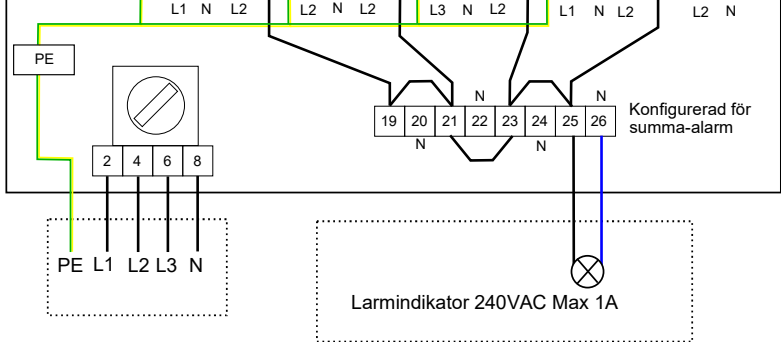 L1 N L2 L2 N L2 L3 N L2 L1 N L2 L2 N
PE
N N
19 20 21 22 23 24 25 26
N N
Konfigurerad för
summa-alarm
2 4 6 8
PE L1 L2 L3 N
Larmindikator 240VAC Max 1A